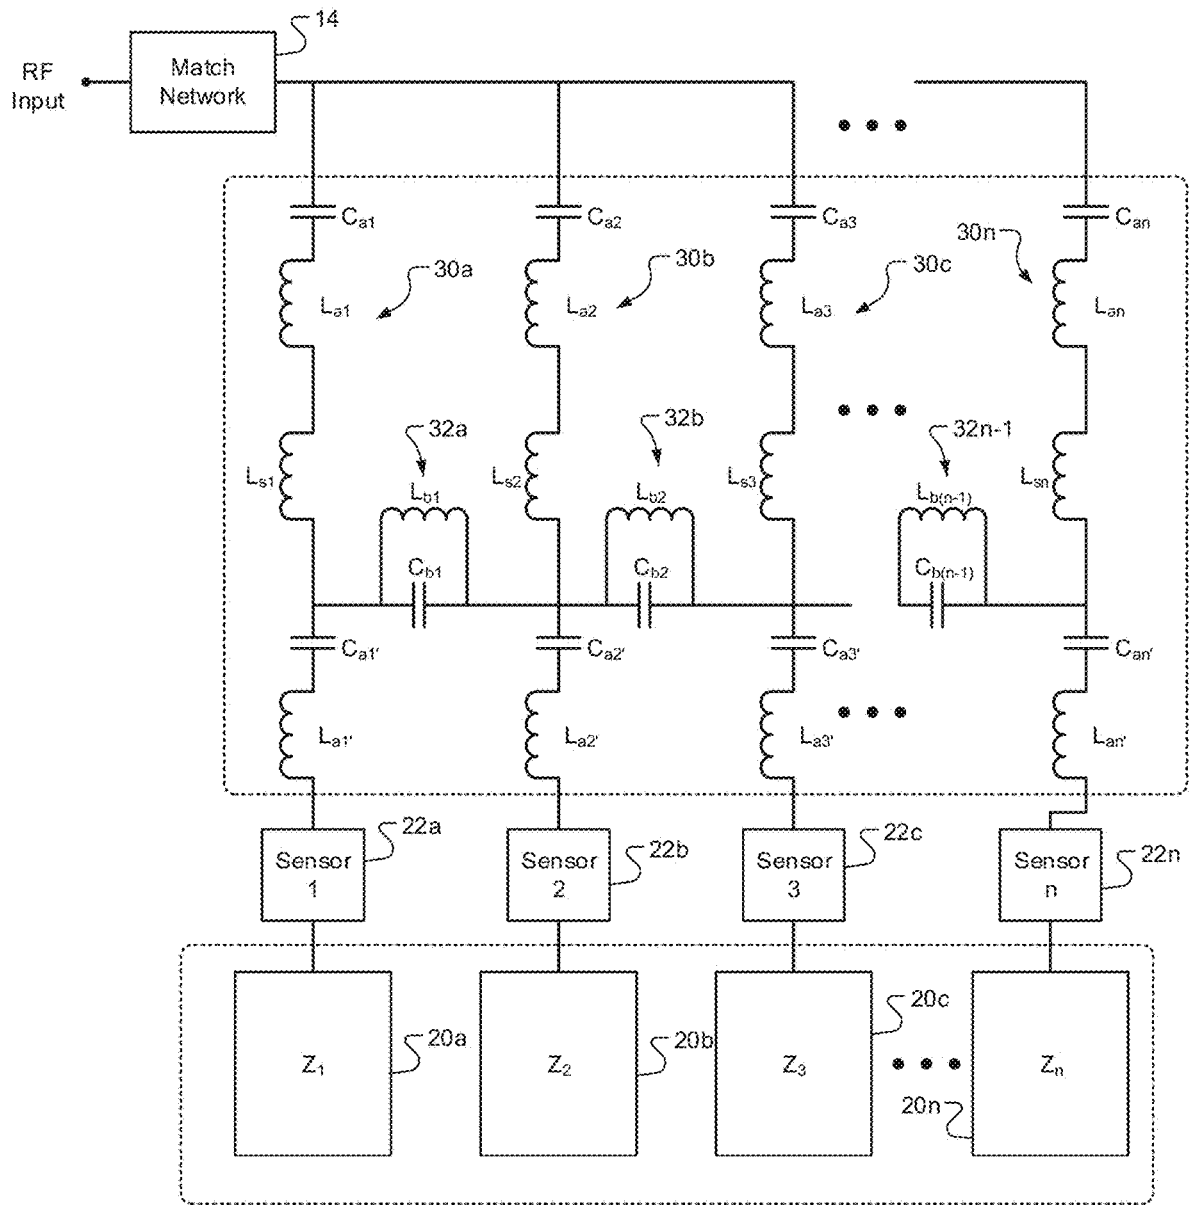 14
RF
Input
Match
Network
Ca1
Ca2
Ca3
Can
30a
30b
30c
30n
La1
La2
La3
Lan
32a
32b
32n-1
Ls1
Ls2
Ls3
Lsn
Lb1
Lb2
Lb(n-1)
Cb1
Cb2
Cb(n-1)
Ca1'
Ca2'
Ca3'
Can'
La1'
La2'
La3'
Lan'
22a
22b
22c
22n
Sensor
1
Sensor
2
Sensor
3
Sensor
n
20a
20b
20c
20n
Z1
Z2
Z3
Zn